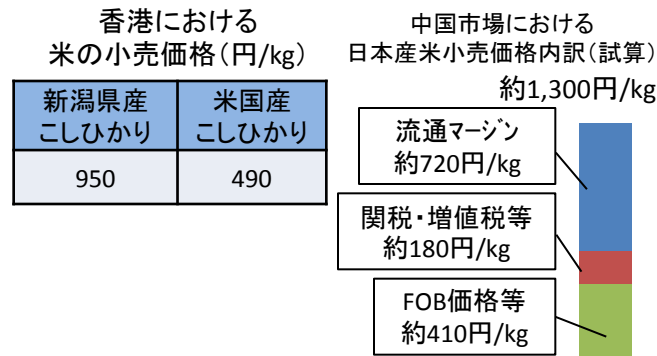 香港における
米の小売価格（円/kg）
新潟県産
こしひかり
米国産
こしひかり
950
490
中国市場における
日本産米小売価格内訳（試算）
約1,300円/kg
流通マージン
約720円/kg
関税・増値税等
約180円/kg
FOB価格等
約410円/kg